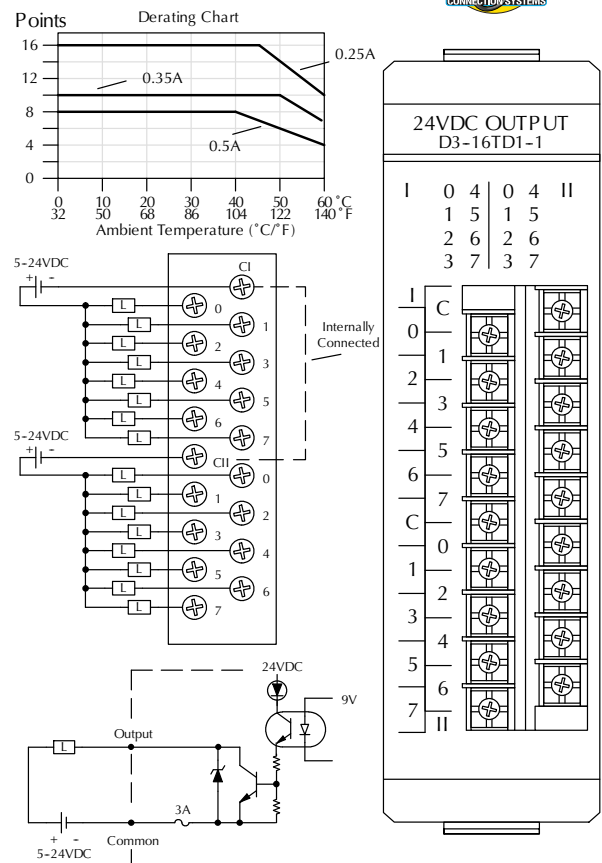 CONNECTION SYSTEMS
Points
Derating Chart
16
12
8
4
0
0.25A
0.35A
0.5A
0 10 20 30 40 50 60 °C
32 50 68 86 104 122 140 °F
Ambient Temperature (°C/°F)
5-24VDC
+ -
CI
L 0
L 1
L 2
L 3
L 4
L 5
L 6
L 7
Internally
Connected
5-24VDC
+ -
CII
L 0
L 1
L 2
L 3
L 4
L 5
L 6
L 7
24VDC
9V
Output
L
3A
+ -
Common
5-24VDC
24VDC OUTPUT
D3-16TD1-1
I 0 4 0 4 II
1 5 1 5
2 6 2 6
3 7 3 7
I
C
0
1
2
3
4
5
6
7
C
0
1
2
3
4
5
6
7
II